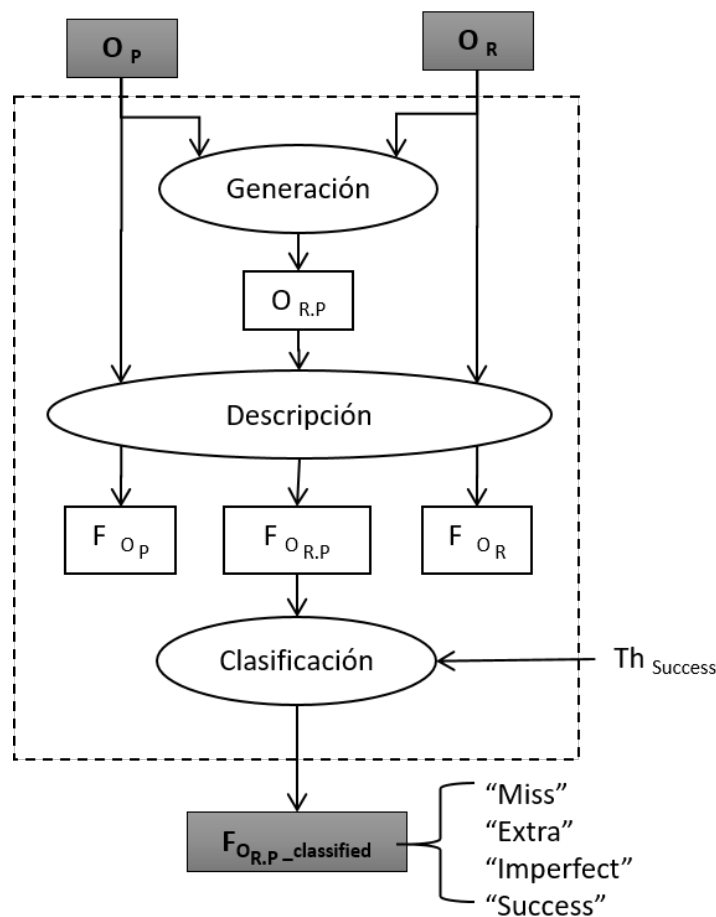 O P
O R
Generación
O R.P
Descripción
F O P
F O R.P
F O R
Clasificación
Th Success
F O R.P _classified
“Miss”
“Extra”
“Imperfect”
“Success”